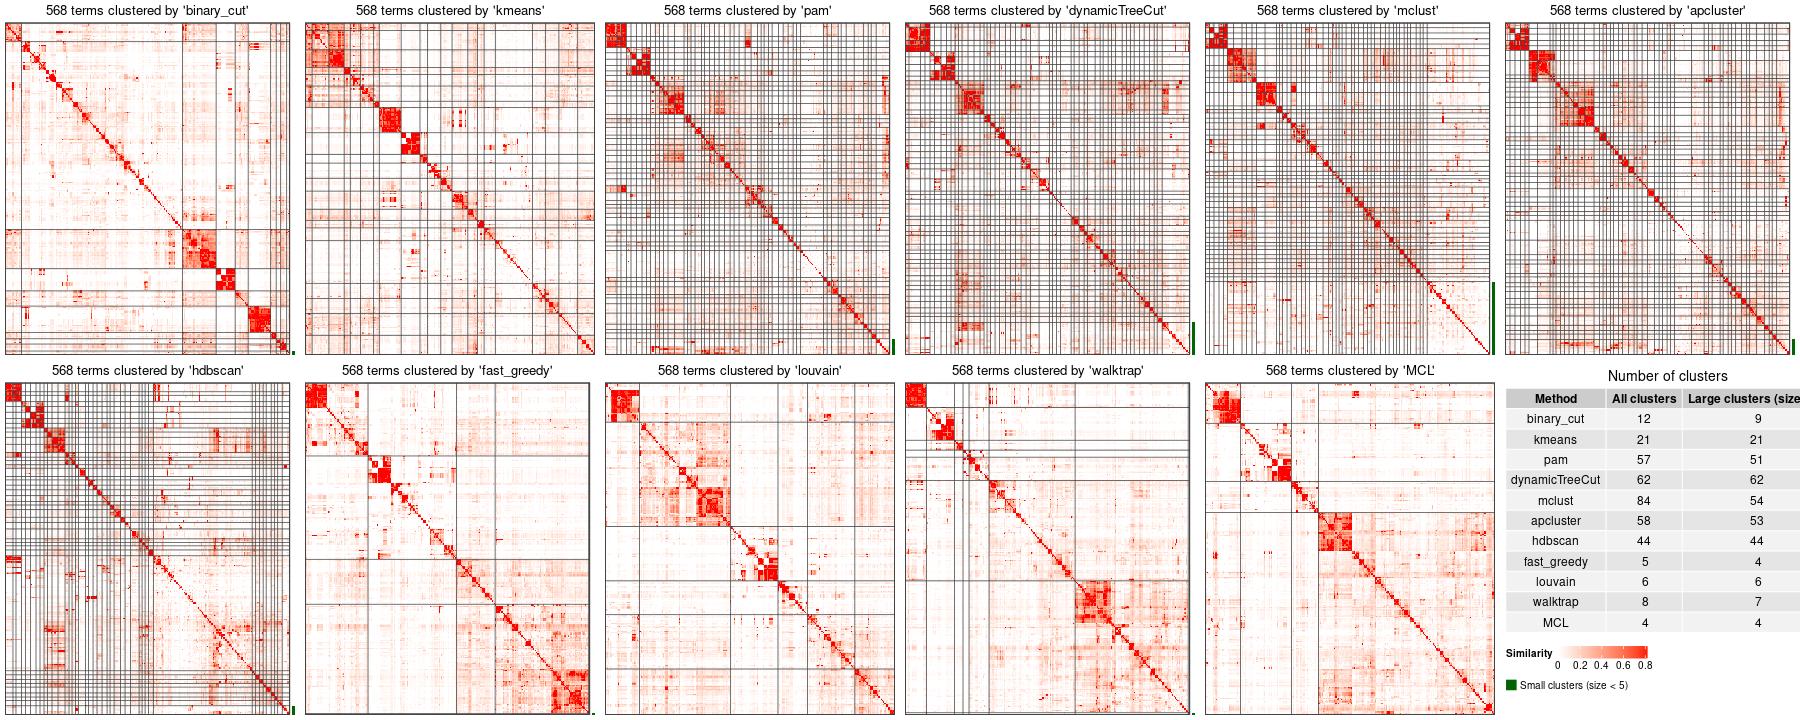 568 terms clustered by 'binary_cut'
568 terms clustered by 'kmeans'
568 terms clustered by 'pam'
568 terms clustered by 'dynamicTreeCut'
568 terms clustered by 'mclust'
568 terms clustered by 'apcluster'
568 terms clustered by 'hdbscan'
568 terms clustered by 'fast_greedy'
568 terms clustered by 'louvain'
568 terms clustered by 'walktrap'
568 terms clustered by 'MCL'
Number of clusters
Method All clusters Large clusters (size
binary_cut 12 9
kmeans 21 21
pam 57 51
dynamicTreeCut 62 62
mclust 84 54
apcluster 58 53
hdbscan 44 44
fast_greedy 5 4
louvain 6 6
walktrap 8 7
MCL 4 4
Similarity
0 0.2 0.4 0.6 0.8
Small clusters (size < 5)